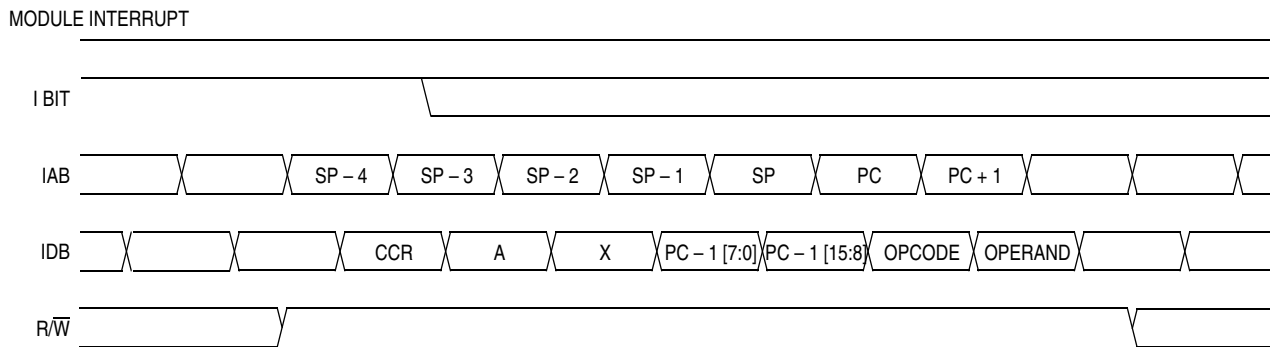 MODULE INTERRUPT
I BIT
IAB SP – 4 SP – 3 SP – 2 SP – 1 SP PC PC + 1
IDB CCR A X PC – 1 [7:0] PC – 1 [15:8] OPCODE OPERAND
R/W̅